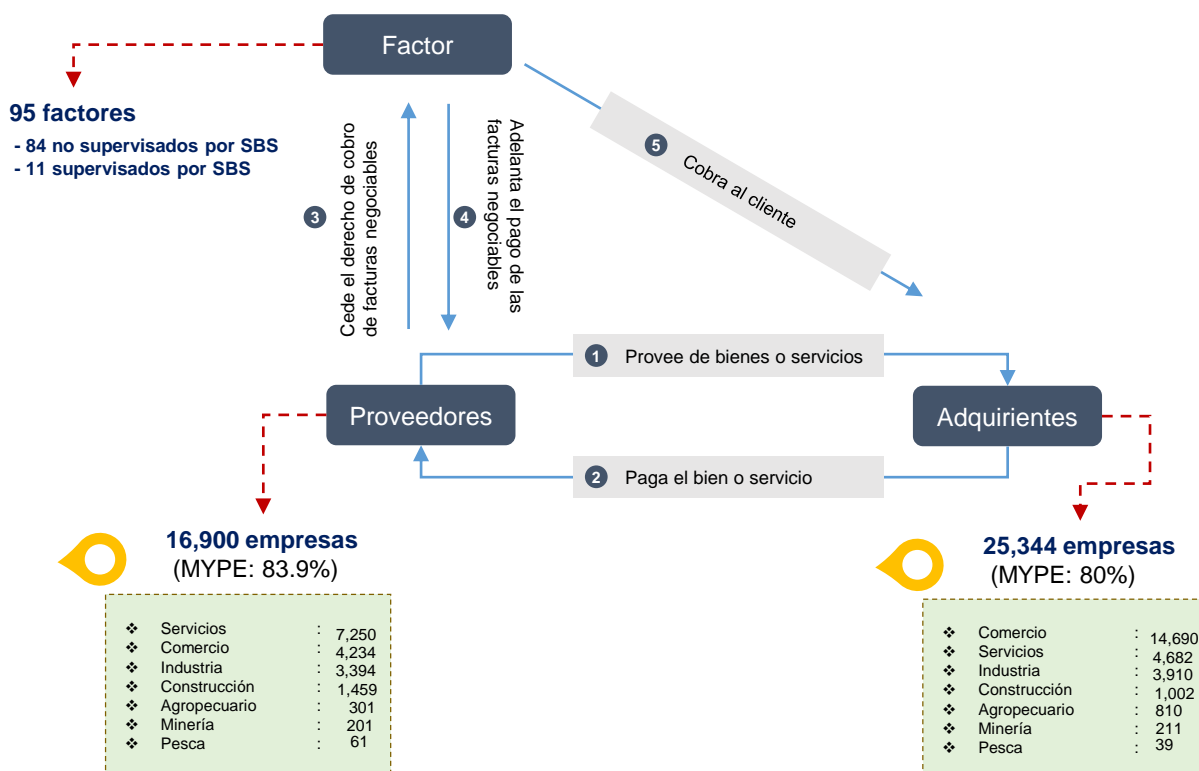 Factor
95 factores
- 84 no supervisados por SBS
- 11 supervisados por SBS
3
Cede el derecho de cobro
de facturas negociables
4
Adelanta el pago de las
facturas negociables
5
Cobra al cliente
1 Provee de bienes o servicios
Proveedores
Adquirientes
2 Paga el bien o servicio
16,900 empresas
(MYPE: 83.9%)
❖ Servicios : 7,250
❖ Comercio : 4,234
❖ Industria : 3,394
❖ Construcción : 1,459
❖ Agropecuario : 301
❖ Minería : 201
❖ Pesca : 61
25,344 empresas
(MYPE: 80%)
❖ Comercio : 14,690
❖ Servicios : 4,682
❖ Industria : 3,910
❖ Construcción : 1,002
❖ Agropecuario : 810
❖ Minería : 211
❖ Pesca : 39